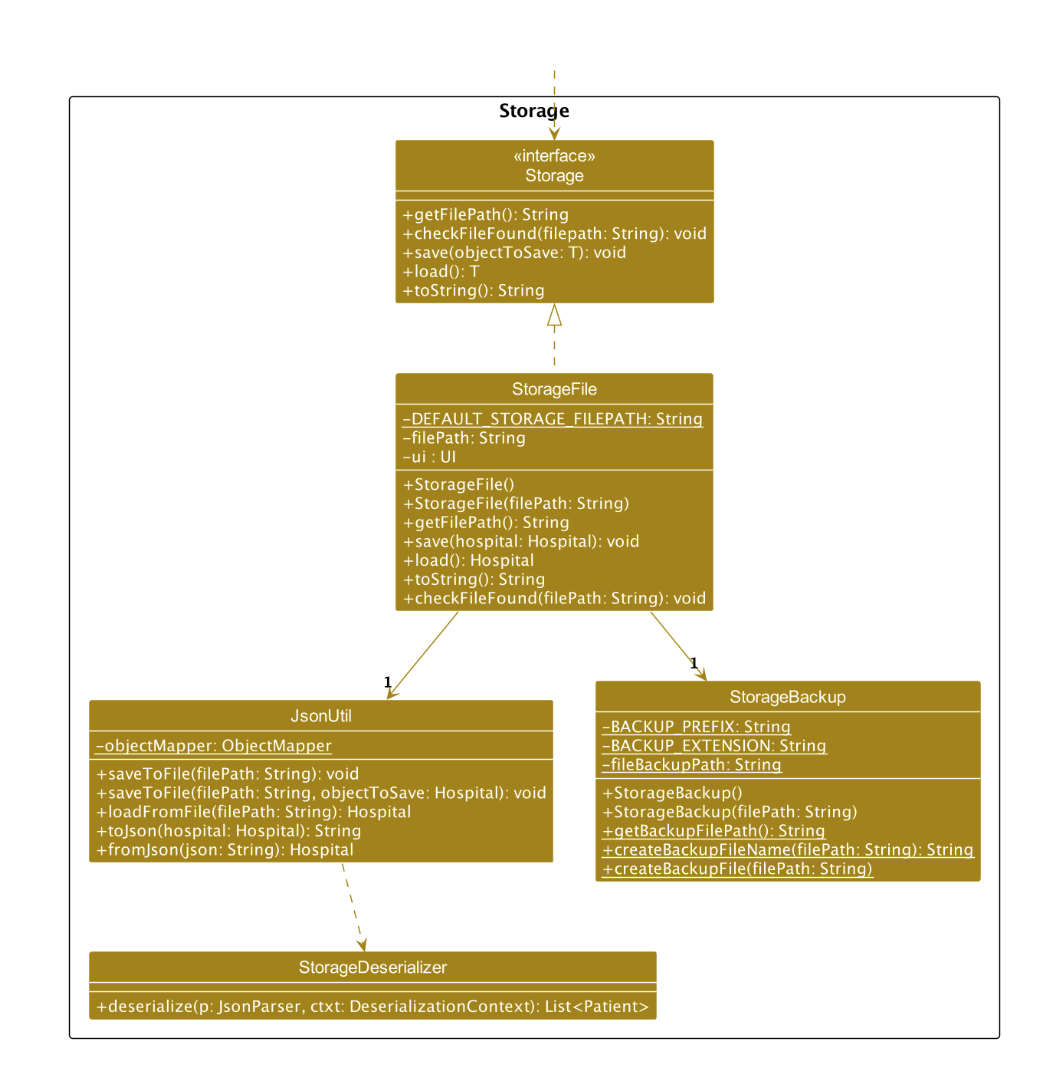 Storage
«interface»
Storage
+getFilePath(): String
+checkFileFound(filepath: String): void
+save(objectToSave: T): void
+load(): T
+toString(): String
StorageFile
-DEFAULT_STORAGE_FILEPATH: String
-filePath: String
-ui : UI
+StorageFile()
+StorageFile(filePath: String)
+getFilePath(): String
+save(hospital: Hospital): void
+load(): Hospital
+toString(): String
+checkFileFound(filePath: String): void
1
1
JsonUtil
-objectMapper: ObjectMapper
+saveToFile(filePath: String): void
+saveToFile(filePath: String, objectToSave: Hospital): void
+loadFromFile(filePath: String): Hospital
+toJson(hospital: Hospital): String
+fromJson(json: String): Hospital
StorageBackup
-BACKUP_PREFIX: String
-BACKUP_EXTENSION: String
-fileBackupPath: String
+StorageBackup()
+StorageBackup(filePath: String)
+getBackupFilePath(): String
+createBackupFileName(filePath: String): String
+createBackupFile(filePath: String)
StorageDeserializer
+deserialize(p: JsonParser, ctxt: DeserializationContext): List<Patient>